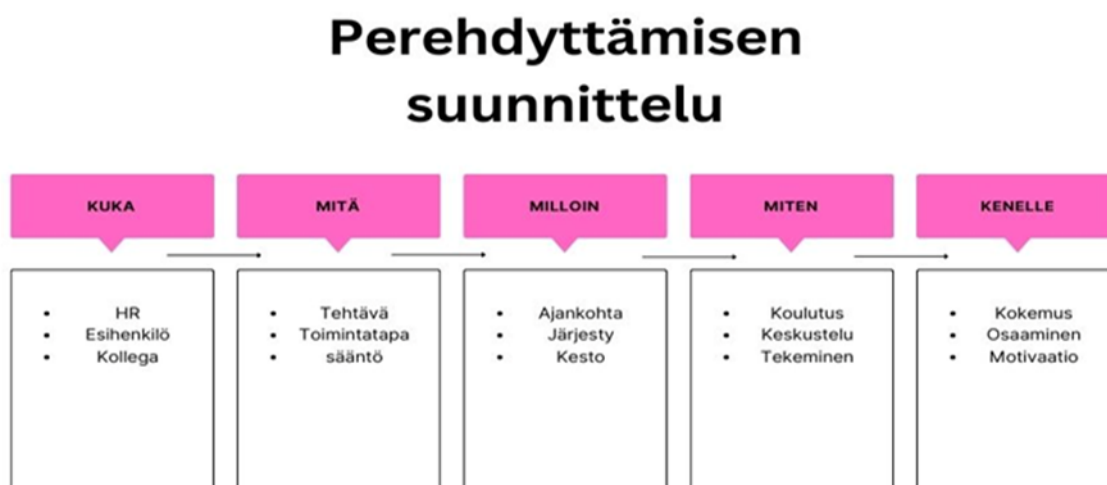 Perehdyttämisen
suunnittelu
KUKA
• HR
• Esihenkilö
• Kollega
MITÄ
• Tehtävä
• Toimintatapa
• sääntö
MILLOIN
• Ajankohta
• Järjesty
• Kesto
MITEN
• Koulutus
• Keskustelu
• Tekeminen
KENELLE
• Kokemus
• Osaaminen
• Motivaatio